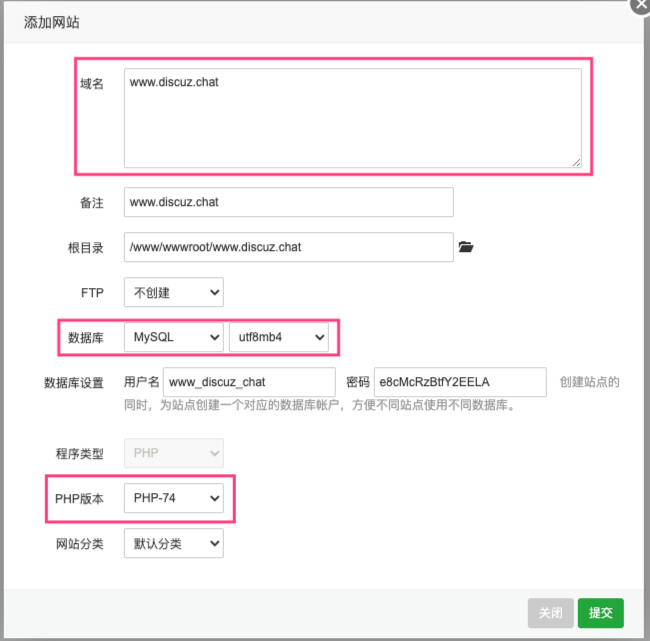 添加网站
域名 www.discuz.chat
备注 www.discuz.chat
根目录 /www/wwwroot/www.discuz.chat
FTP 不创建
数据库 MySQL utf8mb4
数据库设置 用户名 www_discuz_chat 密码 e8cMcRzBtfY2EELA 创建站点的
同时，为站点创建一个对应的数据库帐户，方便不同站点使用不同数据库。
程序类型 PHP
PHP版本 PHP-74
网站分类 默认分类
关闭 提交